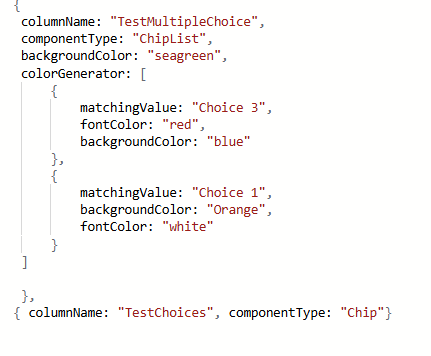 {
columnName: "TestMultipleChoice",
componentType: "ChipList",
backgroundColor: "seagreen",
colorGenerator: [
{
matchingValue: "Choice 3",
fontColor: "red",
backgroundColor: "blue"
},
{
matchingValue: "Choice 1",
backgroundColor: "Orange",
fontColor: "white"
}
]
},
{ columnName: "TestChoices", componentType: "Chip"}